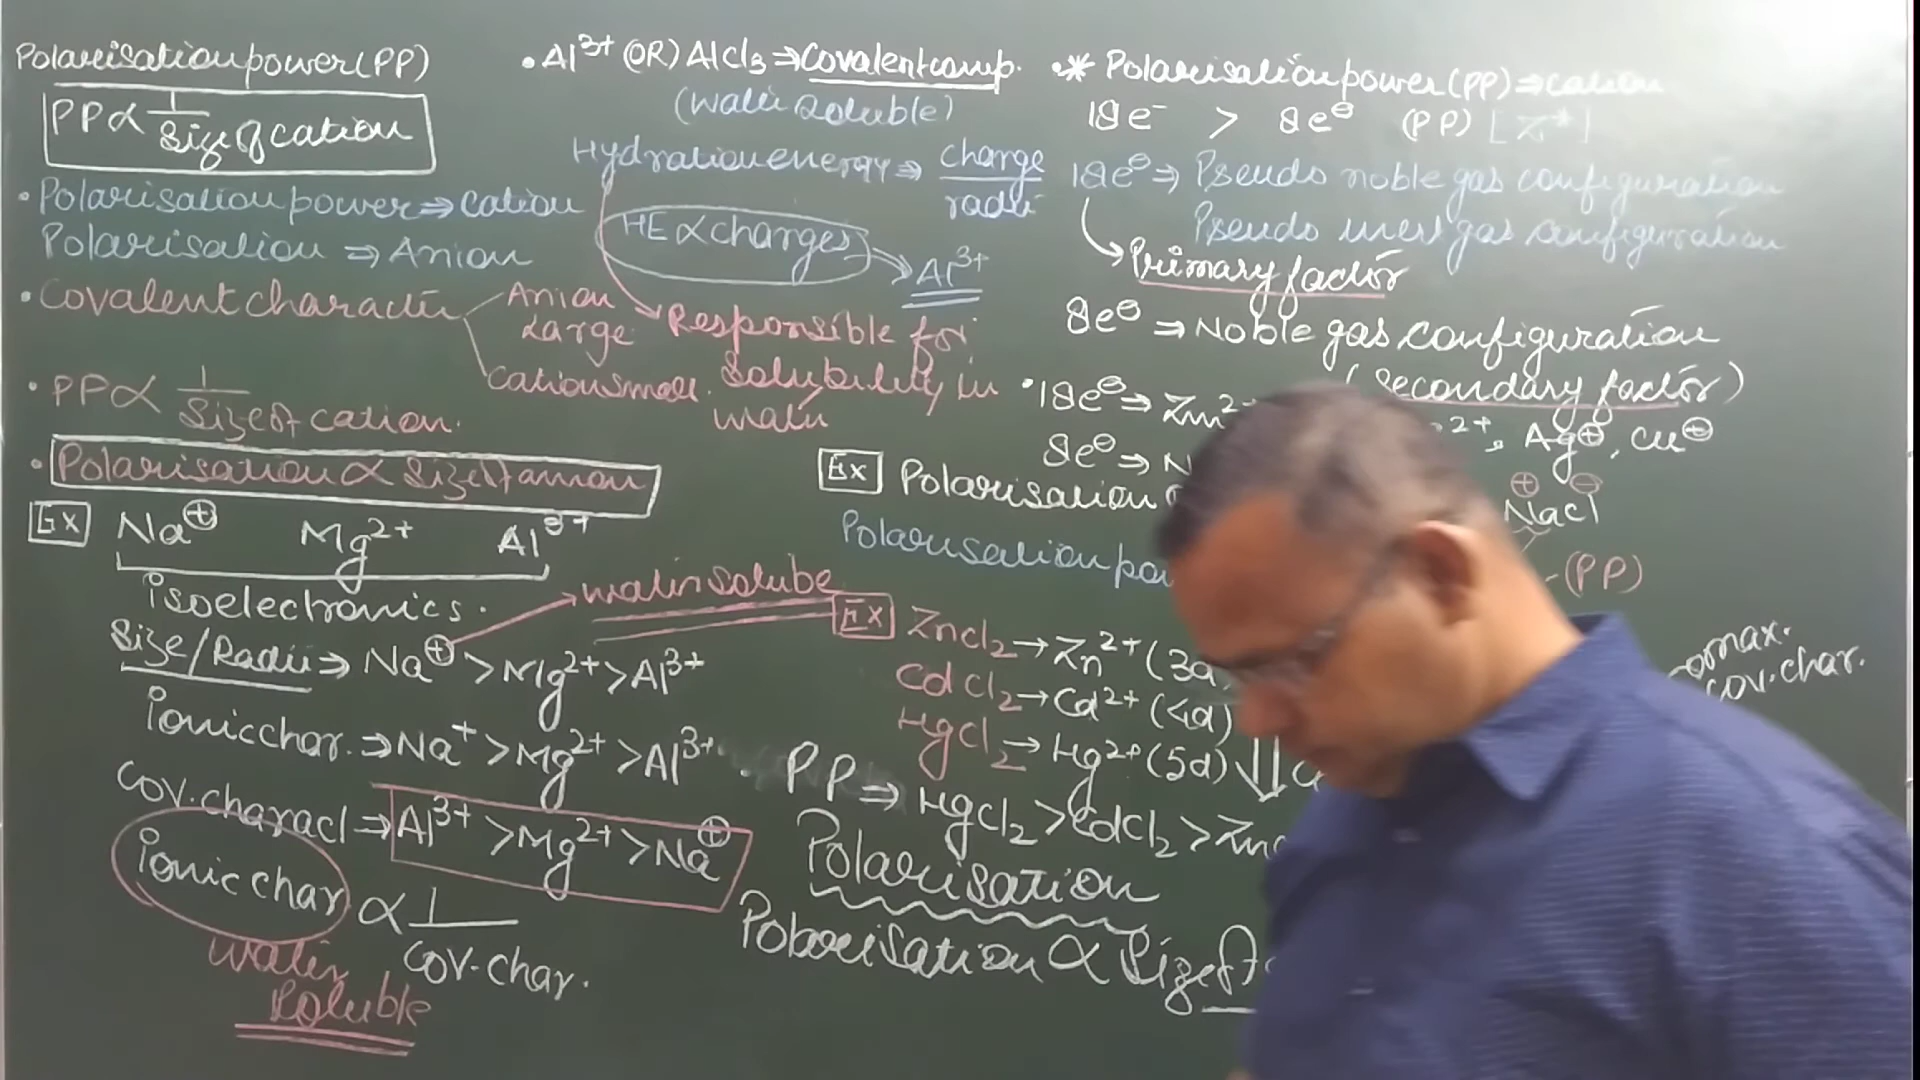 Polarisation power (PP)
PP ∝ 1/Size of cation
• Polarisation power ⇒ cation
Polarisation ⇒ Anion
• Covalent character
Anion Large
Cation small.
• PP ∝ 1/Size of cation.
• Polarisation ∝ Size of anion
Ex Na⊕ Mg2+ Al3+
isoelectronics.
Size/Radii ⇒ Na⊕ > Mg2+ > Al3+
ionic char. ⇒ Na+ > Mg2+ > Al3+
Cov. charact ⇒ Al3+ > Mg2+ > Na⊕
ionic char ∝ 1/cov. char.
water soluble
• Al3+ (OR) AlCl3 ⇒ Covalent comp.
(water soluble)
Hydration energy ⇒ charge/radii
HE ∝ charges → Al3+
Responsible for
Solubility in
water
water solube
• * Polarisation power (PP) ⇒ cation
18e- > 8e⊖ (PP) [Z*]
18e⊖ ⇒ Pseudo noble gas configuration
Pseudo inert gas configuration
Primary factor
8e⊖ ⇒ Noble gas configuration
(Secondary factor)
• 18e⊖ ⇒ Zn2+ 2+, Ag⊕, Cu⊕
8e⊖ ⇒ N
Ex Polarisation
⊕ ⊖
NaCl
Polarisation po
-(PP)
Ex ZnCl2 → Zn2+ (3d
CdCl2 → Cd2+ (4d)
HgCl2 → Hg2+ (5d)
max.
cov. char.
• PP ⇒ HgCl2 > CdCl2 > Zn
Polarisation
Polarisation ∝ Size of